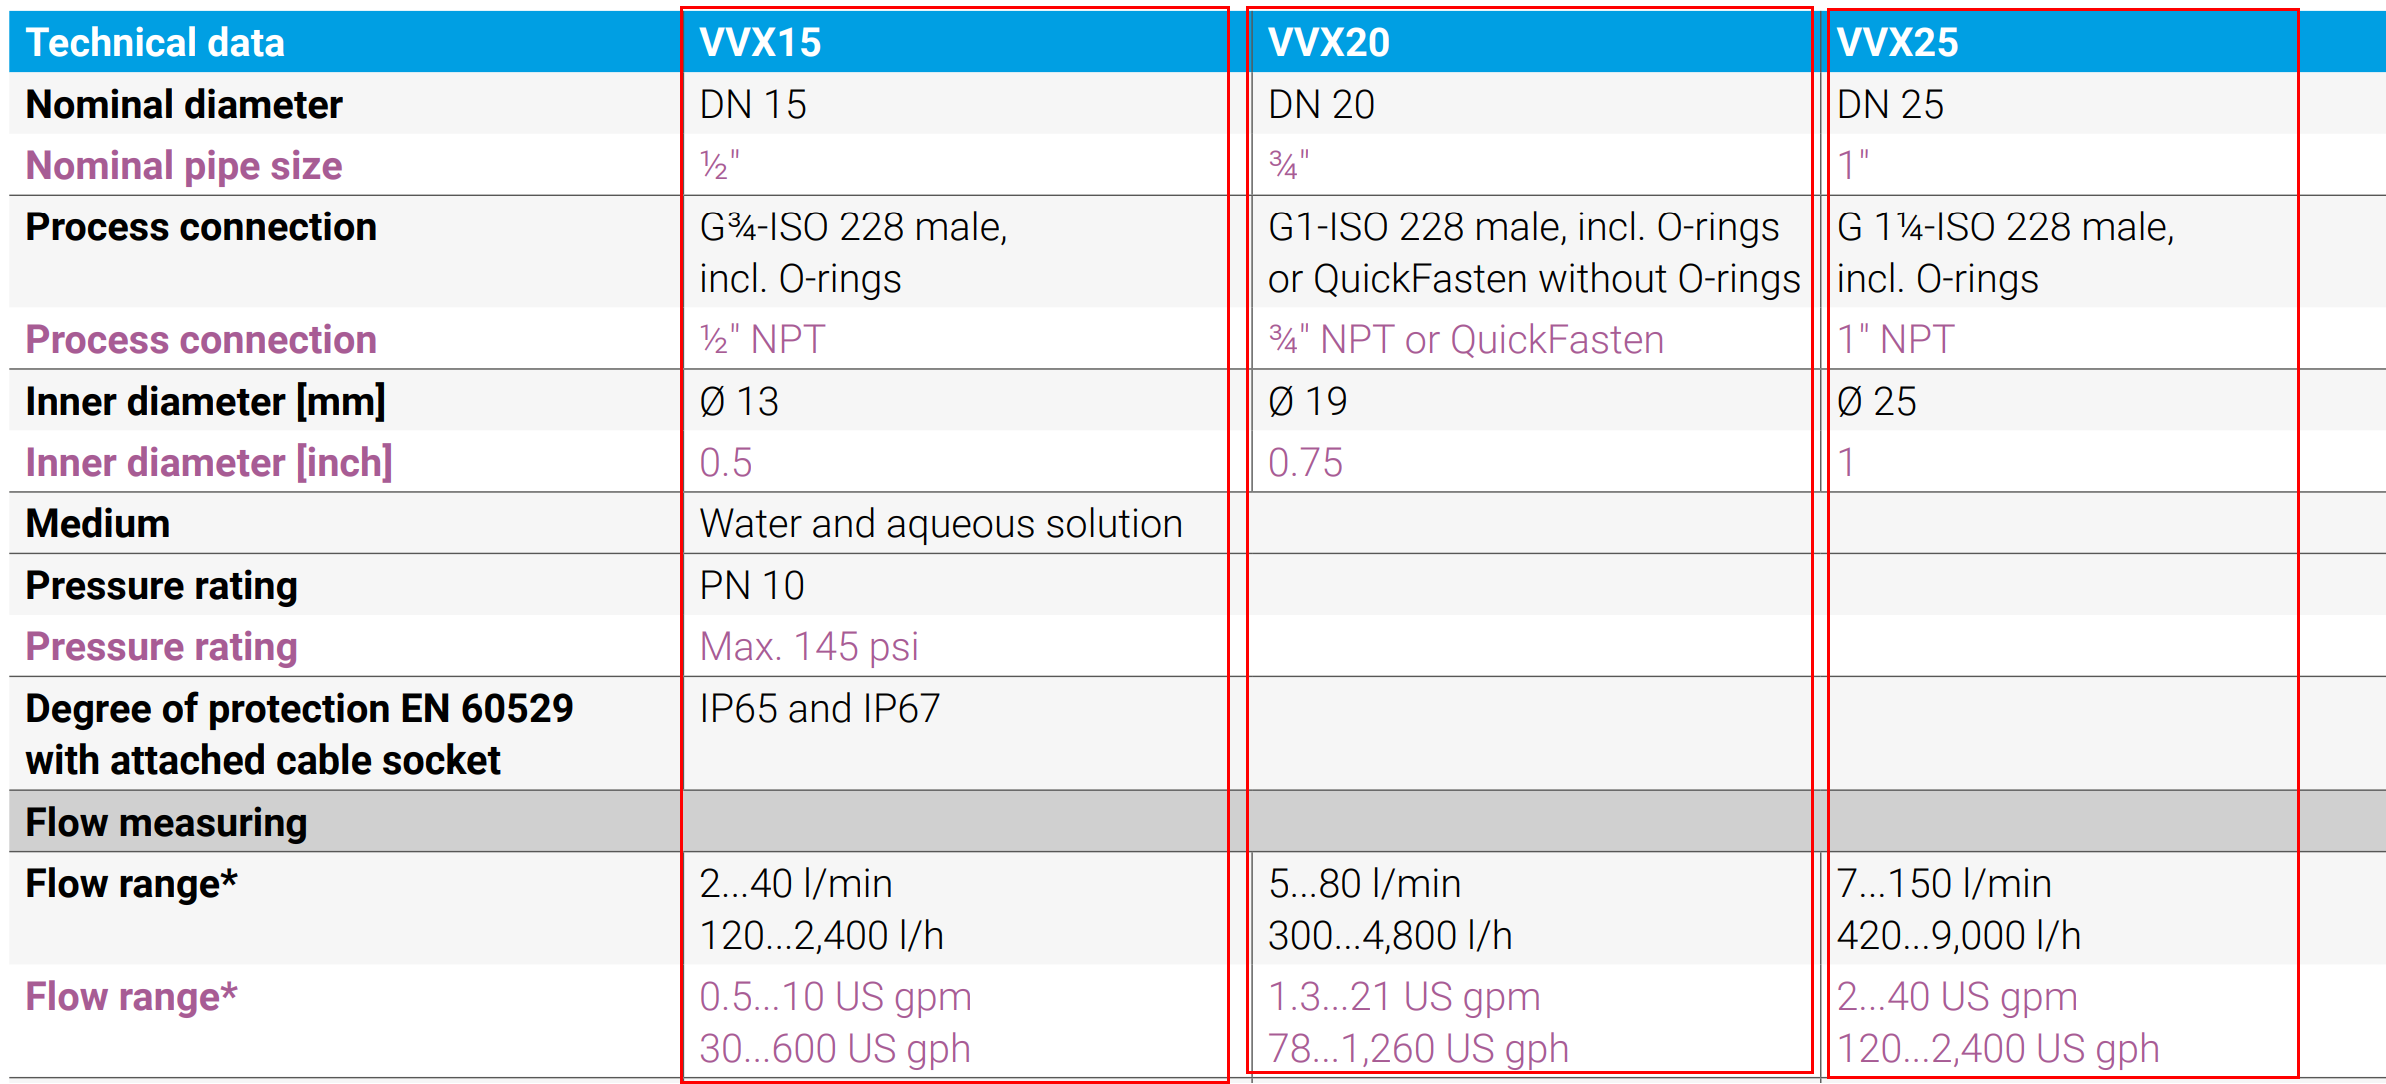 Technical data VVX15 VVX20 VVX25
Nominal diameter DN 15 DN 20 DN 25
Nominal pipe size ½" ¾" 1"
Process connection G¾-ISO 228 male, G1-ISO 228 male, incl. O-rings G 1¼-ISO 228 male,
incl. O-rings or QuickFasten without O-rings incl. O-rings
Process connection ½" NPT ¾" NPT or QuickFasten 1" NPT
Inner diameter [mm] Ø 13 Ø 19 Ø 25
Inner diameter [inch] 0.5 0.75 1
Medium Water and aqueous solution
Pressure rating PN 10
Pressure rating Max. 145 psi
Degree of protection EN 60529 IP65 and IP67
with attached cable socket
Flow measuring
Flow range* 2...40 l/min 5...80 l/min 7...150 l/min
120...2,400 l/h 300...4,800 l/h 420...9,000 l/h
Flow range* 0.5...10 US gpm 1.3...21 US gpm 2...40 US gpm
30...600 US gph 78...1,260 US gph 120...2,400 US gph